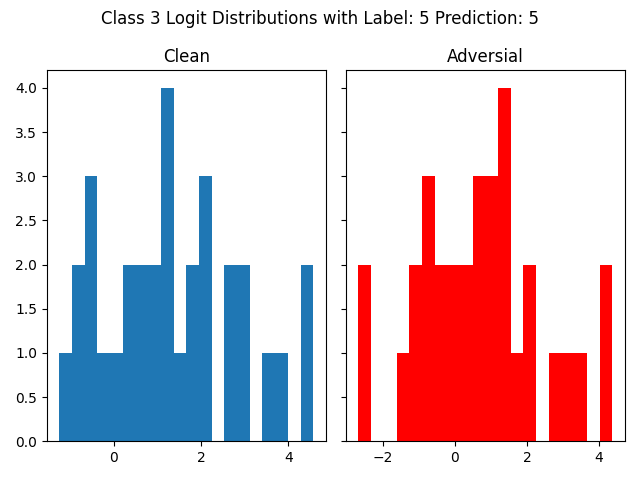 Class 3 Logit Distributions with Label: 5 Prediction: 5
Clean
Adversial
4.0
3.5
3.0
2.5
2.0
1.5
1.0
0.5
0.0
0 2 4
−2 0 2 4